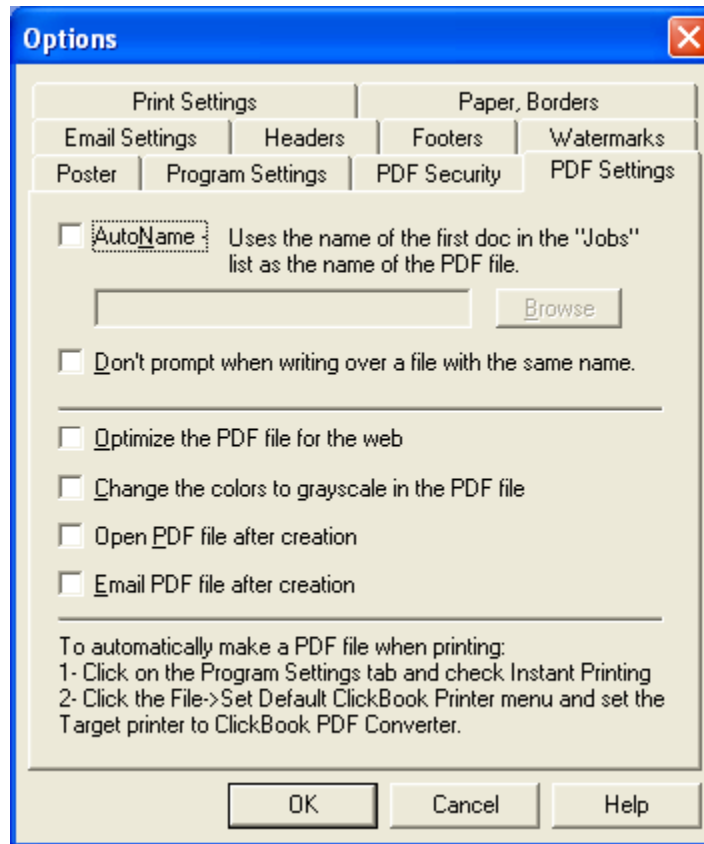 Options
Print Settings
Paper, Borders
Email Settings
Headers
Footers
Watermarks
Poster
Program Settings
PDF Security
PDF Settings
AutoName -
Uses the name of the first doc in the "Jobs"
list as the name of the PDF file.
Browse
Don't prompt when writing over a file with the same name.
Optimize the PDF file for the web
Change the colors to grayscale in the PDF file
Open PDF file after creation
Email PDF file after creation
To automatically make a PDF file when printing:
1- Click on the Program Settings tab and check Instant Printing
2- Click the File->Set Default ClickBook Printer menu and set the
Target printer to ClickBook PDF Converter.
OK
Cancel
Help